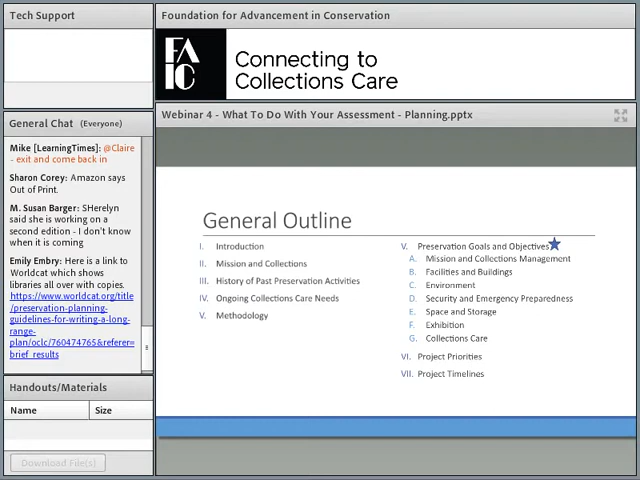 Tech Support
Foundation for Advancement in Conservation
FA
IC
Connecting to
Collections Care
General Chat (Everyone)
Mike [LearningTimes]: @Claire
- exit and come back in
Sharon Corey: Amazon says
Out of Print.
M. Susan Barger: SHerelyn
said she is working on a
second edition - I don't know
when it is coming
Emily Embry: Here is a link to
Worldcat which shows
libraries all over with copies.
https://www.worldcat.org/title
/preservation-planning-
guidelines-for-writing-a-long-
range-
plan/oclc/760474765&referer=
brief_results
Handouts/Materials
Name Size
Download File(s)
Webinar 4 - What To Do With Your Assessment - Planning.pptx
General Outline
I. Introduction
II. Mission and Collections
III. History of Past Preservation Activities
IV. Ongoing Collections Care Needs
V. Methodology
V. Preservation Goals and Objectives
A. Mission and Collections Management
B. Facilities and Buildings
C. Environment
D. Security and Emergency Preparedness
E. Space and Storage
F. Exhibition
G. Collections Care
VI. Project Priorities
VII. Project Timelines